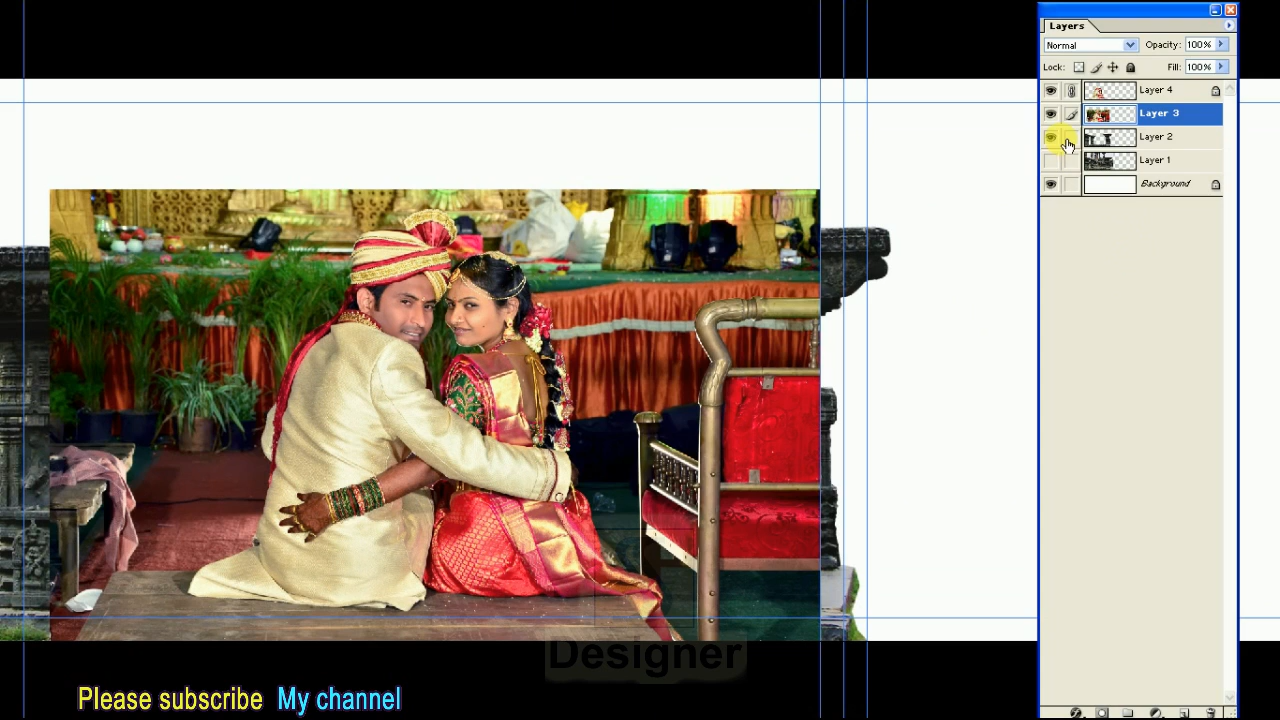 Layers
Normal Opacity: 100%
Lock: Fill: 100%
Layer 4
Layer 3
Layer 2
Layer 1
Background
Designer
Please subscribe My channel